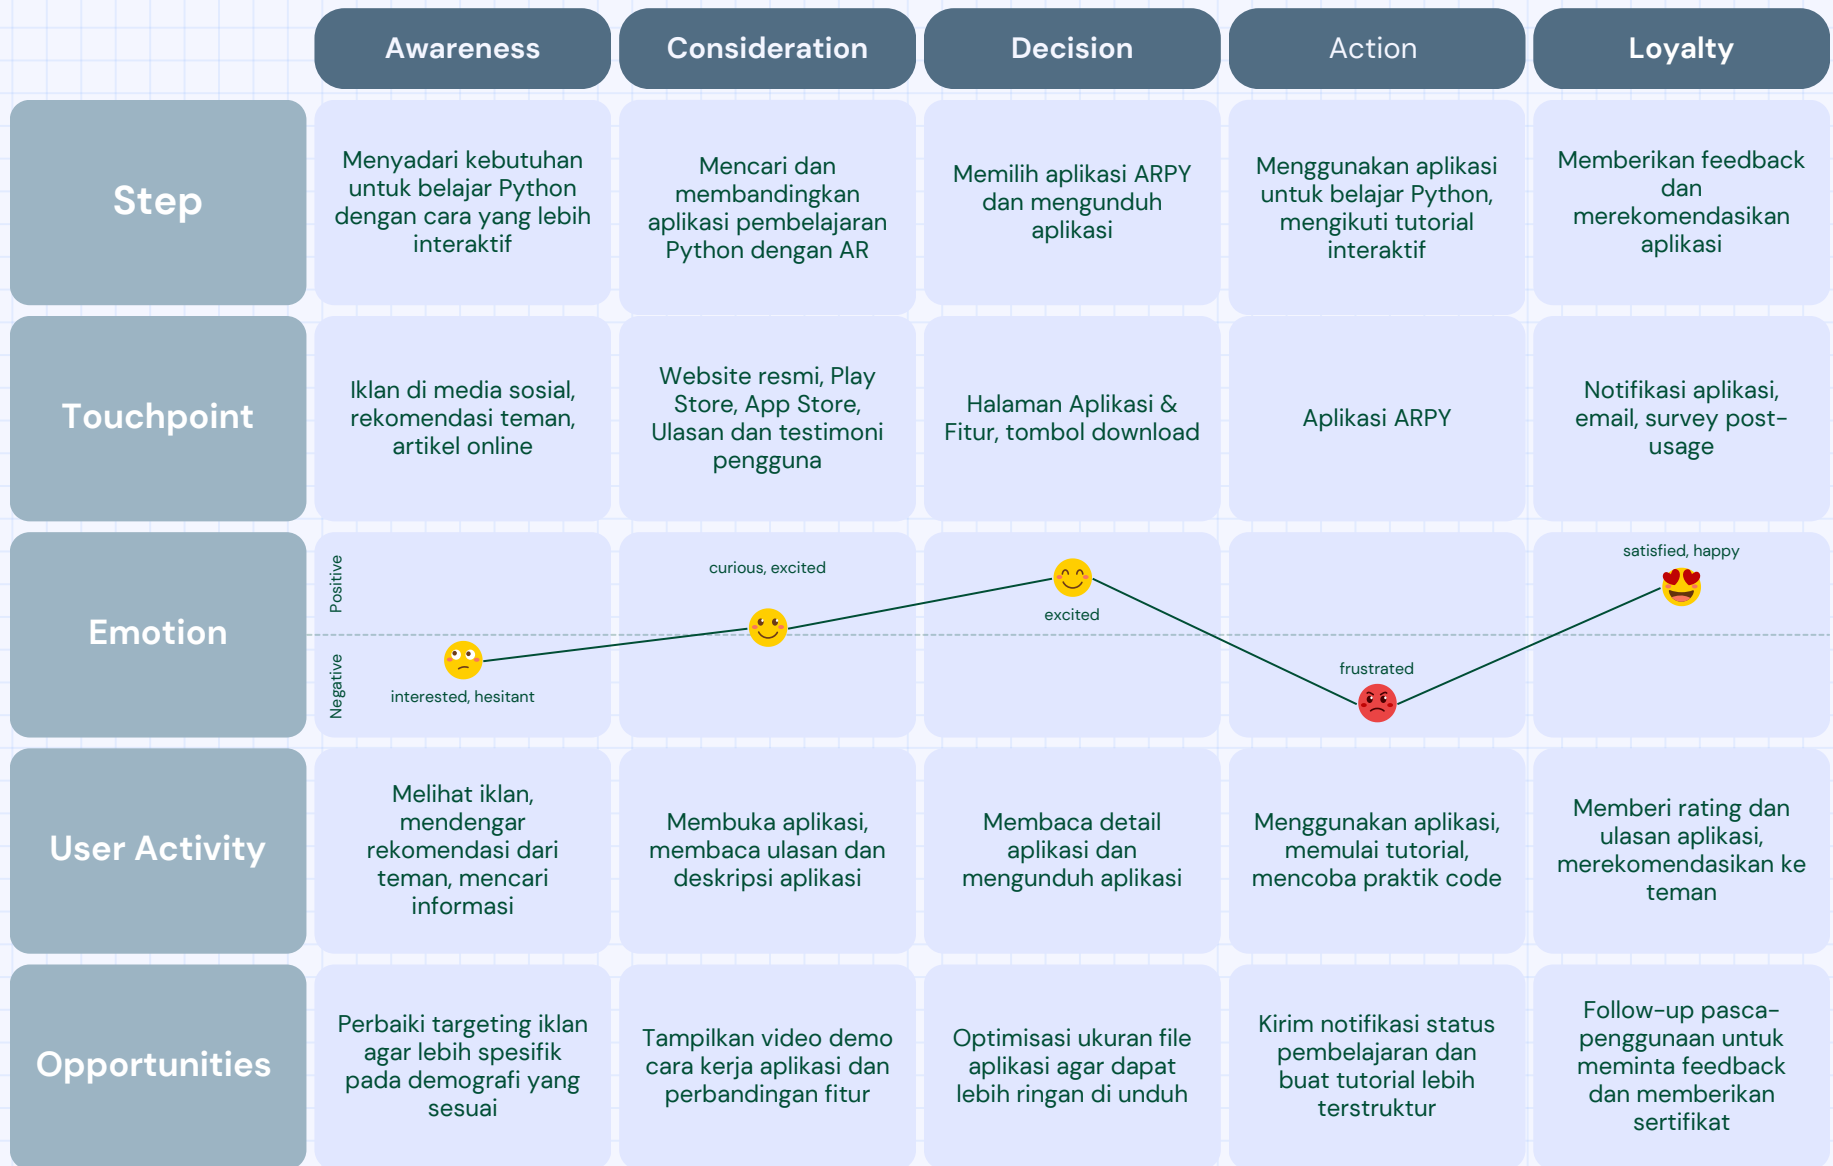 Awareness
Consideration
Decision
Action
Loyalty
Step
Menyadari kebutuhan
untuk belajar Python
dengan cara yang lebih
interaktif
Mencari dan
membandingkan
aplikasi pembelajaran
Python dengan AR
Memilih aplikasi ARPY
dan mengunduh
aplikasi
Menggunakan aplikasi
untuk belajar Python,
mengikuti tutorial
interaktif
Memberikan feedback
dan
merekomendasikan
aplikasi
Touchpoint
Iklan di media sosial,
rekomendasi teman,
artikel online
Website resmi, Play
Store, App Store,
Ulasan dan testimoni
pengguna
Halaman Aplikasi &
Fitur, tombol download
Aplikasi ARPY
Notifikasi aplikasi,
email, survey post-
usage
Emotion
Positive
Negative
interested, hesitant
curious, excited
excited
frustrated
satisfied, happy
User Activity
Melihat iklan,
mendengar
rekomendasi dari
teman, mencari
informasi
Membuka aplikasi,
membaca ulasan dan
deskripsi aplikasi
Membaca detail
aplikasi dan
mengunduh aplikasi
Menggunakan aplikasi,
memulai tutorial,
mencoba praktik code
Memberi rating dan
ulasan aplikasi,
merekomendasikan ke
teman
Opportunities
Perbaiki targeting iklan
agar lebih spesifik
pada demografi yang
sesuai
Tampilkan video demo
cara kerja aplikasi dan
perbandingan fitur
Optimisasi ukuran file
aplikasi agar dapat
lebih ringan di unduh
Kirim notifikasi status
pembelajaran dan
buat tutorial lebih
terstruktur
Follow-up pasca-
penggunaan untuk
meminta feedback
dan memberikan
sertifikat